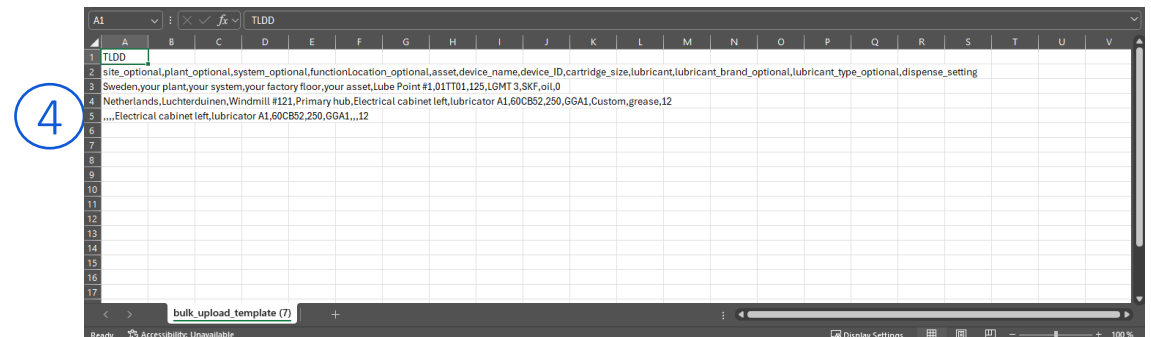 A1 fx TLDD
A B C D E F G H I J K L M N O P Q R S T U V
1 TLDD
2 site_optional,plant_optional,system_optional,functionLocation_optional,asset,device_name,device_ID,cartridge_size,lubricant,lubricant_brand_optional,lubricant_type_optional,dispense_setting
3 Sweden,your plant,your system,your factory floor,your asset,Lube Point #1,01TT01,125,LGMT 3,SKF,oil,0
4 Netherlands,Luchterduinen,Windmill #121,Primary hub,Electrical cabinet left,lubricator A1,60CB52,250,GGA1,Custom,grease,12
4
5 ,,,,Electrical cabinet left,lubricator A1,60CB52,250,GGA1,,,12
6
7
8
9
10
11
12
13
14
15
16
17
bulk_upload_template (7)
Ready Accessibility: Unavailable Display Settings 100%